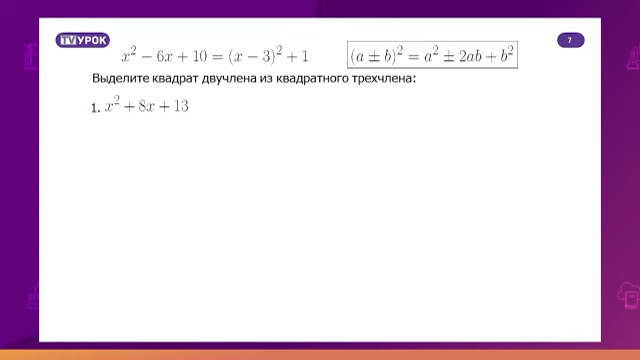 TVУРОК
7
x² − 6x + 10 = (x − 3)² + 1 (a ± b)² = a² ± 2ab + b²
Выделите квадрат двучлена из квадратного трехчлена:
1. x² + 8x + 13